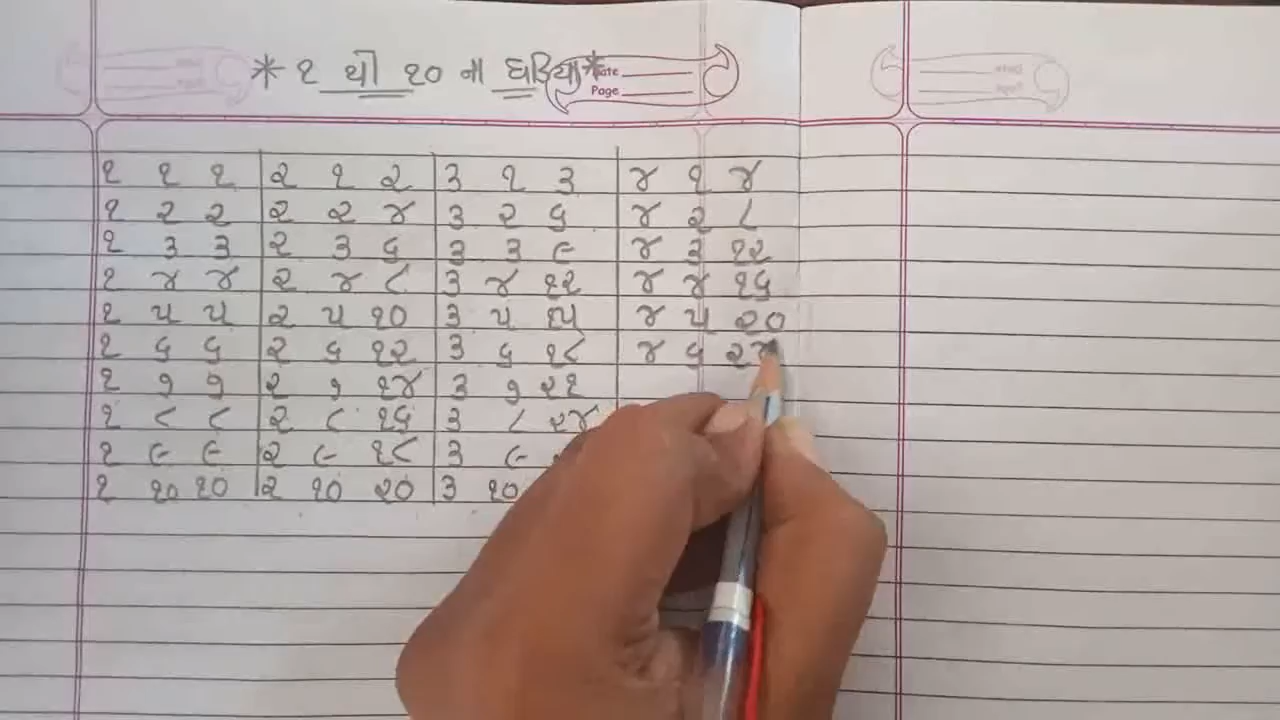 * ૧ થી ૧૦ ના ઘડિયા *
Date
Page
૧ ૧ ૧ ૨ ૧ ૨ ૩ ૧ ૩ ૪ ૧ ૪
૧ ૨ ૨ ૨ ૨ ૪ ૩ ૨ ૬ ૪ ૨ ૮
૧ ૩ ૩ ૨ ૩ ૬ ૩ ૩ ૯ ૪ ૩ ૧૨
૧ ૪ ૪ ૨ ૪ ૮ ૩ ૪ ૧૨ ૪ ૪ ૧૬
૧ ૫ ૫ ૨ ૫ ૧૦ ૩ ૫ ૧૫ ૪ ૫ ૨૦
૧ ૬ ૬ ૨ ૬ ૧૨ ૩ ૬ ૧૮ ૪ ૬ ૨૪
૧ ૭ ૭ ૨ ૭ ૧૪ ૩ ૭ ૨૧
૧ ૮ ૮ ૨ ૮ ૧૬ ૩ ૮ ૨૪
૧ ૯ ૯ ૨ ૯ ૧૮ ૩ ૯
૧ ૧૦ ૧૦ ૨ ૧૦ ૨૦ ૩ ૧૦